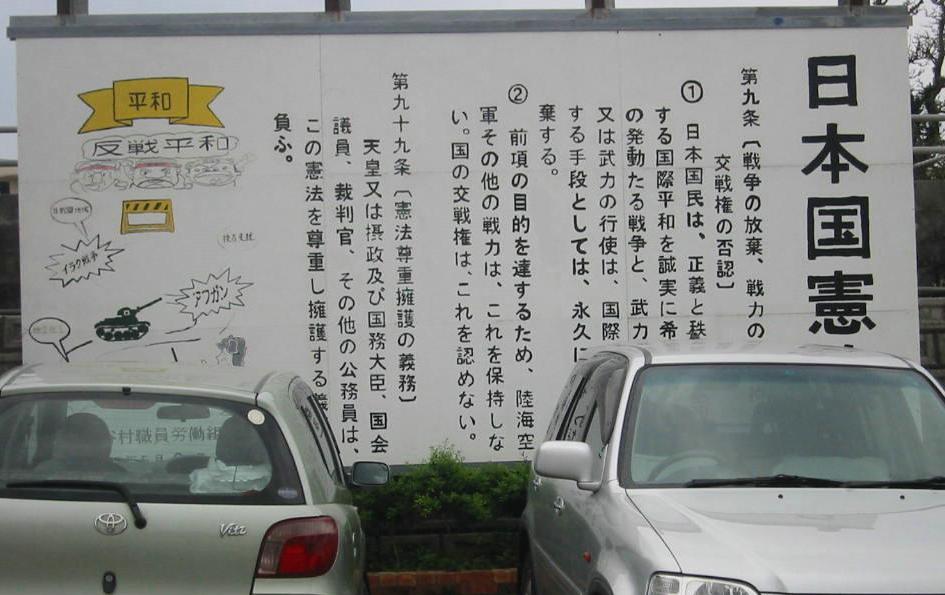 日本国憲
第九条〔戦争の放棄、戦力の
交戦権の否認〕
① 日本国民は、正義と秩
する国際平和を誠実に希
の発動たる戦争と、武力
又は武力の行使は、国際
する手段としては、永久に
棄する。
② 前項の目的を達するため、陸海空
軍その他の戦力は、これを保持しな
い。国の交戦権は、これを認めない。
第九十九条〔憲法尊重擁護の義務〕
天皇又は摂政及び国務大臣、国会
議員、裁判官、その他の公務員は、
この憲法を尊重し擁護する義
負ふ。
平和
反戦平和
イラク戦争
アフガン
村職員労働組
Vitz